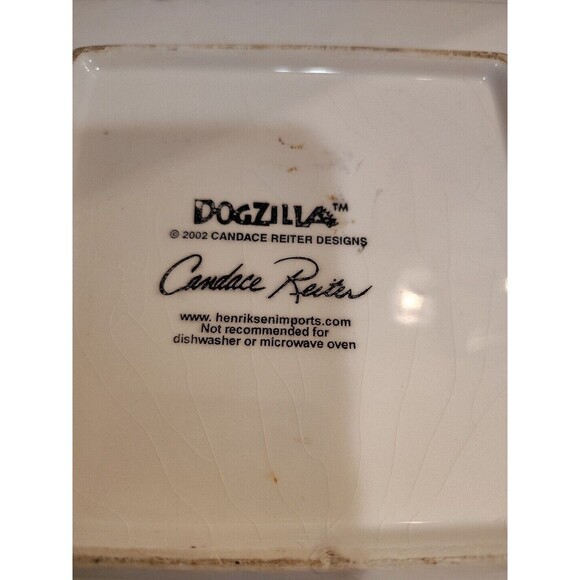 DOGZILLA™
© 2002 CANDACE REITER DESIGNS
Candace Reiter
www. henriksenimports.com
Not recommended for
dishwasher or microwave oven